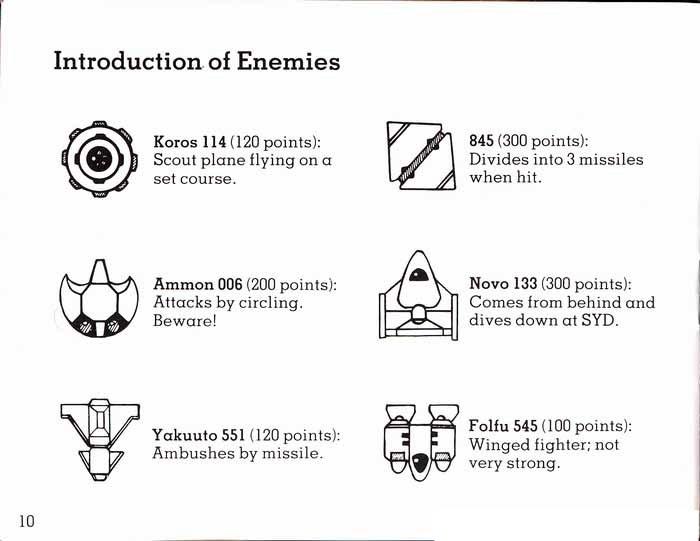 Introduction of Enemies
Koros 114 (120 points):
Scout plane flying on a
set course.
Ammon 006 (200 points):
Attacks by circling.
Beware!
Yakuuto 551 (120 points):
Ambushes by missile.
845 (300 points):
Divides into 3 missiles
when hit.
Novo 133 (300 points):
Comes from behind and
dives down at SYD.
Folfu 545 (100 points):
Winged fighter; not
very strong.
10